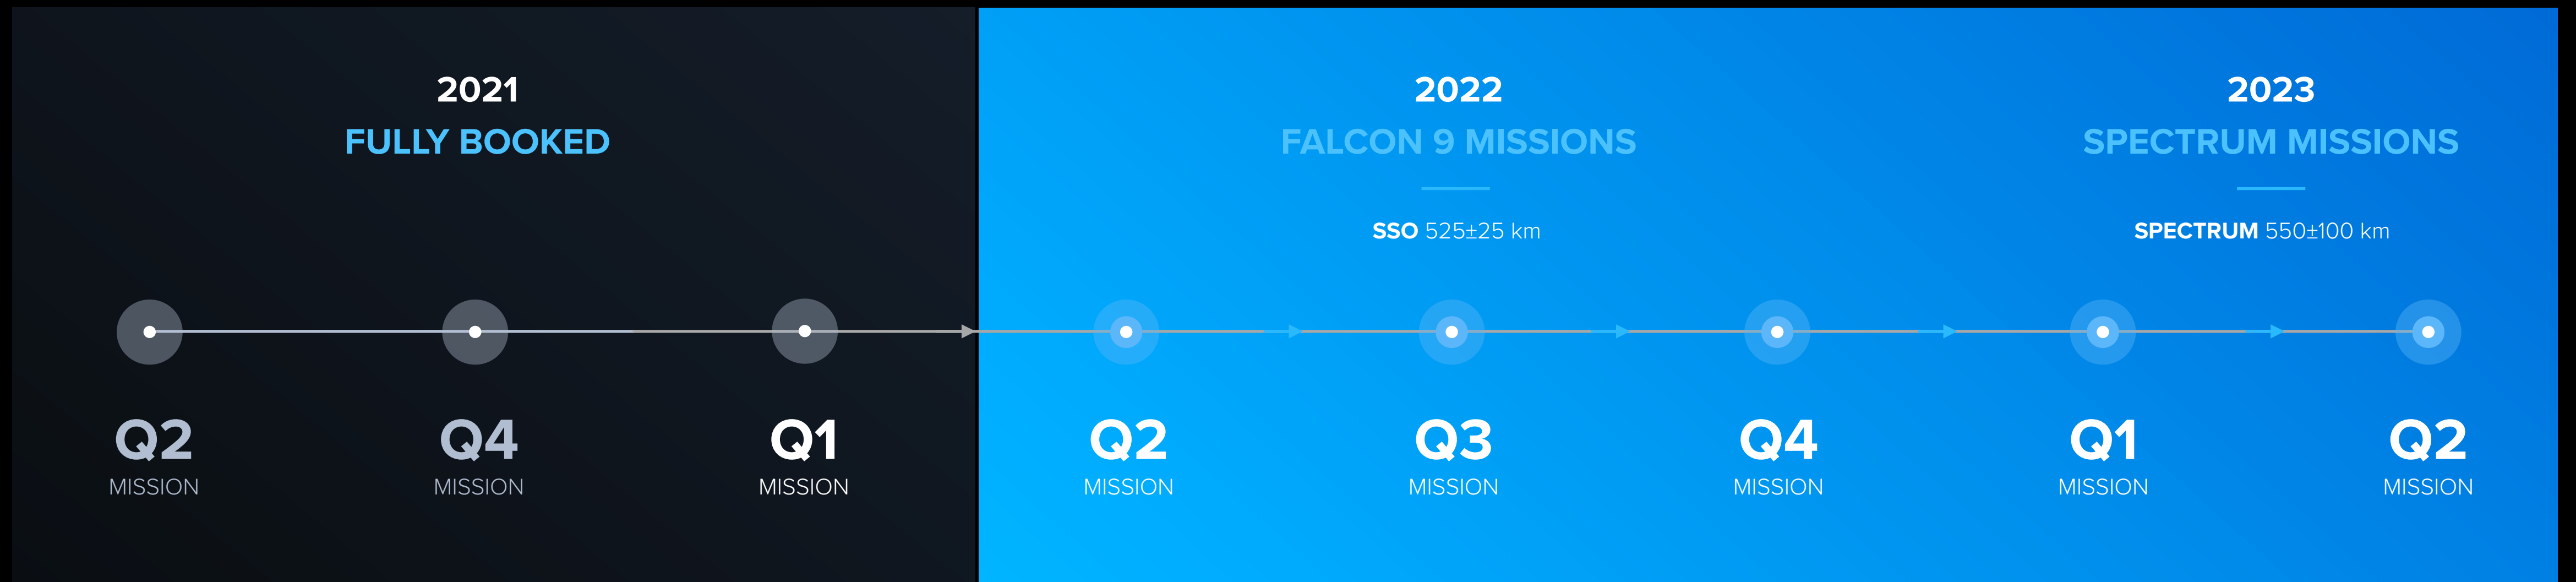 2021
FULLY BOOKED
2022
FALCON 9 MISSIONS
SSO 525±25 km
2023
SPECTRUM MISSIONS
SPECTRUM 550±100 km
Q2
MISSION
Q4
MISSION
Q1
MISSION
Q2
MISSION
Q3
MISSION
Q4
MISSION
Q1
MISSION
Q2
MISSION